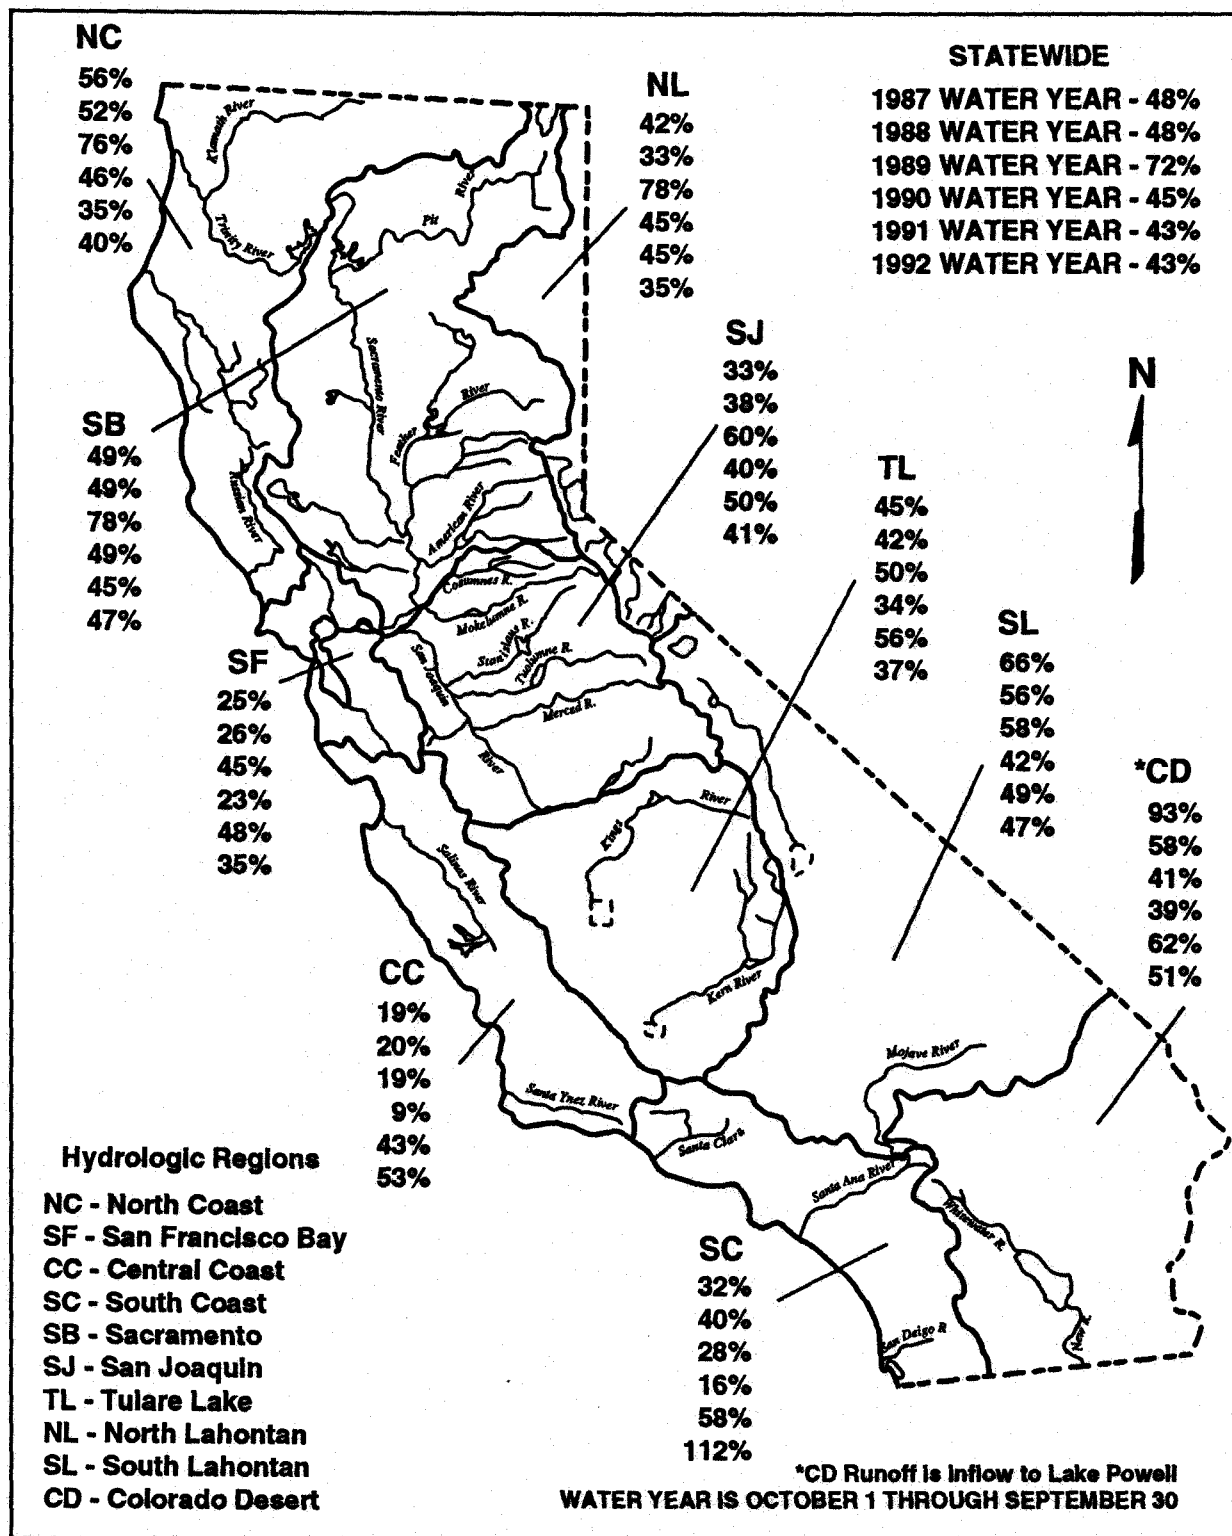 NC
56%
52%
76%
46%
35%
40%
NL
42%
33%
78%
45%
45%
35%
STATEWIDE
1987 WATER YEAR - 48%
1988 WATER YEAR - 48%
1989 WATER YEAR - 72%
1990 WATER YEAR - 45%
1991 WATER YEAR - 43%
1992 WATER YEAR - 43%
N
SJ
33%
38%
60%
40%
50%
41%
TL
45%
42%
50%
34%
56%
37%
SL
66%
56%
58%
42%
49%
47%
*CD
93%
58%
41%
39%
62%
51%
SB
49%
49%
78%
49%
45%
47%
SF
25%
26%
45%
23%
48%
35%
CC
19%
20%
19%
9%
43%
53%
SC
32%
40%
28%
16%
58%
112%
Klamath River
Trinity River
Pit River
Sacramento River
Feather River
Russian River
American River
Cosumnes R.
Mokelumne R.
Stanislaus R.
Tuolumne R.
San Joaquin River
Merced R.
Kings River
Salinas River
Kern River
Mojave River
Santa Ynez River
Santa Clara
Santa Ana River
Whitewater R.
San Deigo R
New R.
Hydrologic Regions
NC - North Coast
SF - San Francisco Bay
CC - Central Coast
SC - South Coast
SB - Sacramento
SJ - San Joaquin
TL - Tulare Lake
NL - North Lahontan
SL - South Lahontan
CD - Colorado Desert
*CD Runoff is Inflow to Lake Powell
WATER YEAR IS OCTOBER 1 THROUGH SEPTEMBER 30